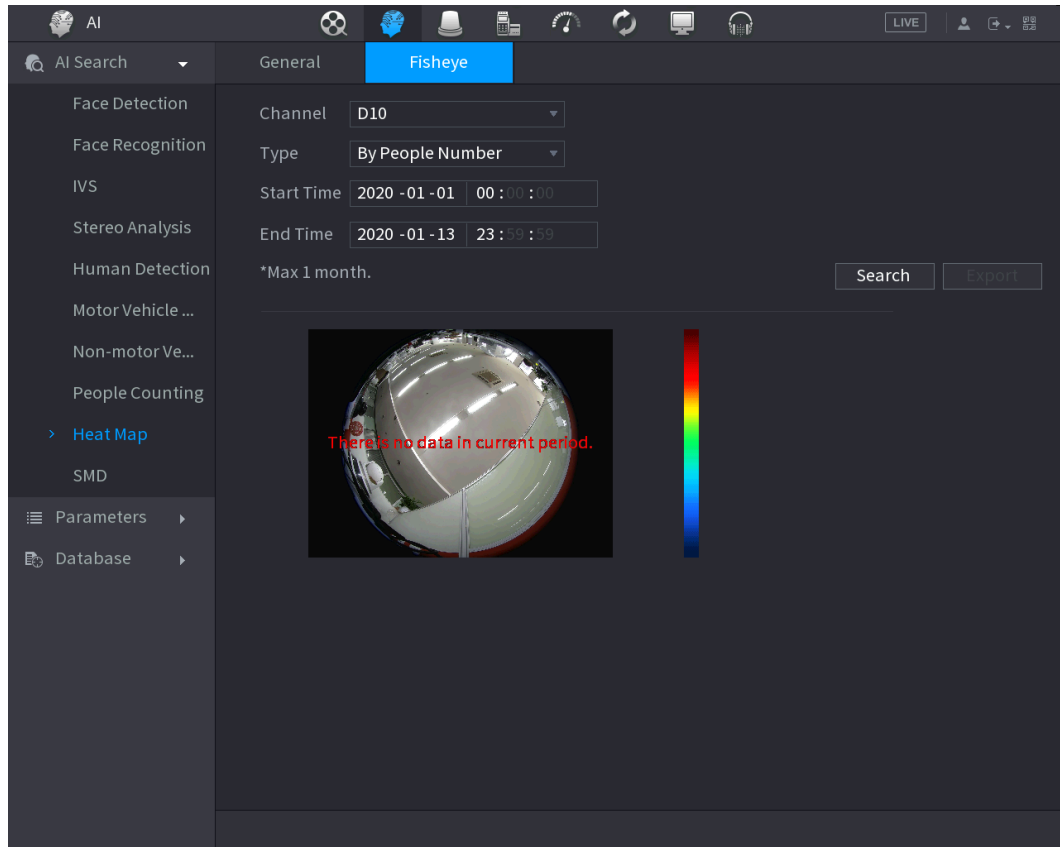 AI
LIVE
AI Search
Face Detection
Face Recognition
IVS
Stereo Analysis
Human Detection
Motor Vehicle ...
Non-motor Ve...
People Counting
Heat Map
SMD
Parameters
Database
General
Fisheye
Channel D10
Type By People Number
Start Time 2020 -01 -01 00 : 00 : 00
End Time 2020 -01 -13 23 : 59 : 59
*Max 1 month.
Search
Export
There is no data in current period.